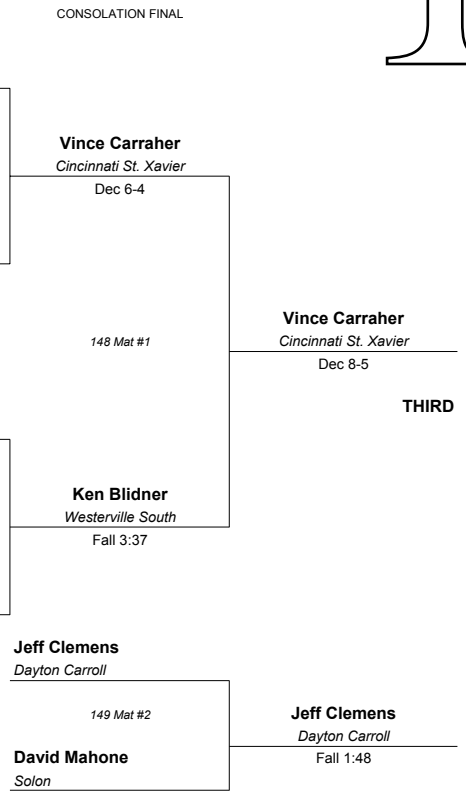 CONSOLATION FINAL
Vince Carraher
Cincinnati St. Xavier
Dec 6-4
148 Mat #1
Vince Carraher
Cincinnati St. Xavier
Dec 8-5
THIRD
Ken Blidner
Westerville South
Fall 3:37
Jeff Clemens
Dayton Carroll
149 Mat #2
Jeff Clemens
Dayton Carroll
Fall 1:48
David Mahone
Solon